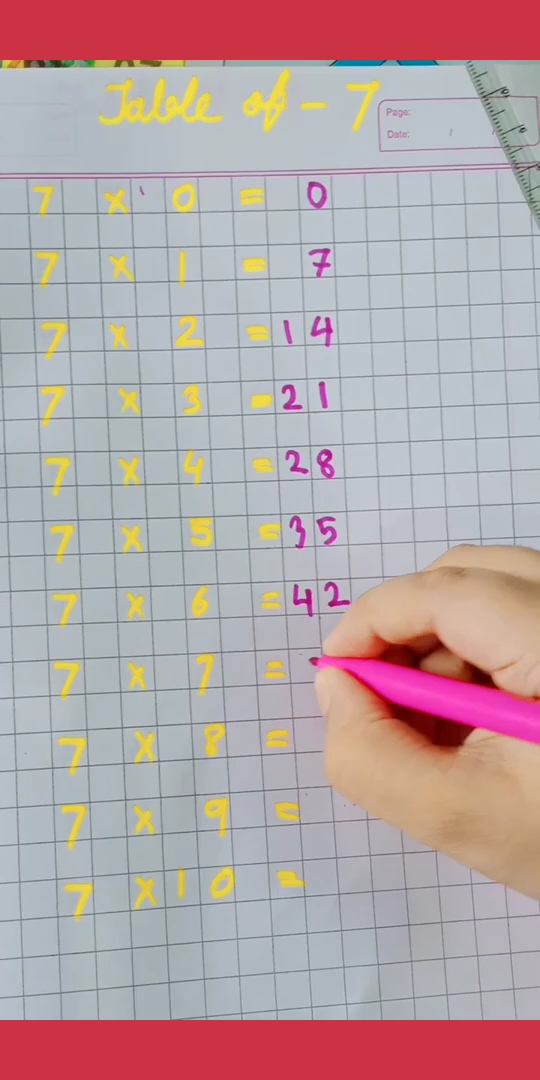 Table of - 7
Page:
Date: / /
7 x 0 = 0
7 x 1 = 7
7 x 2 = 14
7 x 3 = 21
7 x 4 = 28
7 x 5 = 35
7 x 6 = 42
7 x 7 =
7 x 8 =
7 x 9 =
7 x 10 =